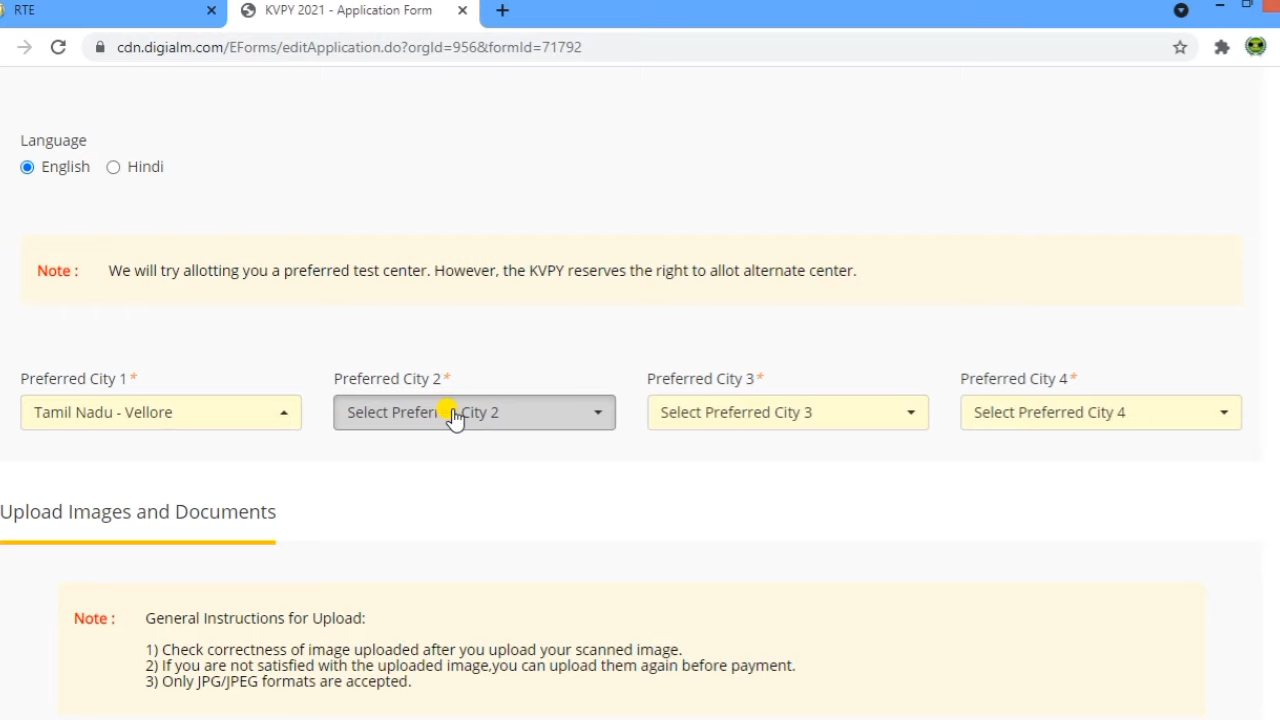 RTE
KVPY 2021 - Application Form
cdn.digialm.com/EForms/editApplication.do?orgId=956&formId=71792
Language
English Hindi
Note : We will try allotting you a preferred test center. However, the KVPY reserves the right to allot alternate center.
Preferred City 1* Preferred City 2* Preferred City 3* Preferred City 4*
Tamil Nadu - Vellore Select Preferred City 2 Select Preferred City 3 Select Preferred City 4
Upload Images and Documents
Note : General Instructions for Upload:
1) Check correctness of image uploaded after you upload your scanned image.
2) If you are not satisfied with the uploaded image,you can upload them again before payment.
3) Only JPG/JPEG formats are accepted.